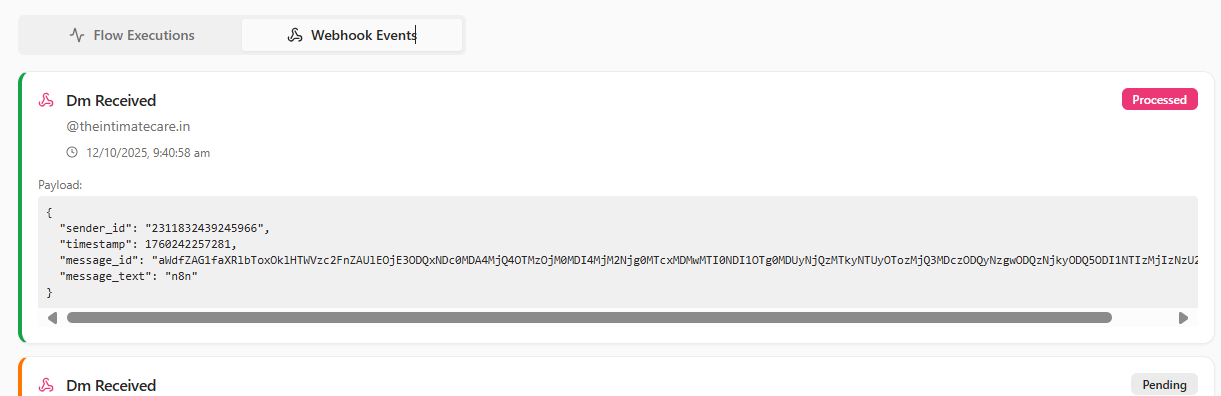 Flow Executions
Webhook Events
Dm Received
Processed
@theintimatecare.in
12/10/2025, 9:40:58 am
Payload:
{
"sender_id": "2311832439245966",
"timestamp": 1760242257281,
"message_id":
"message_text": "n8n"
}
Dm Received
Pending